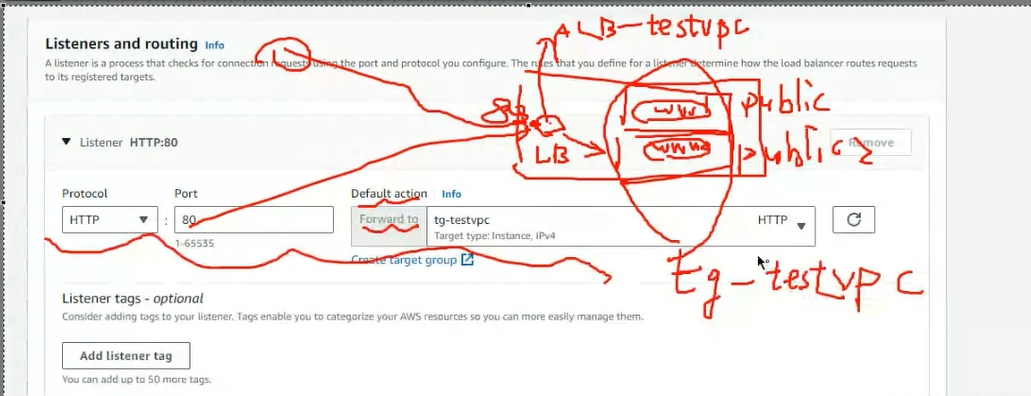 ALB-testvpc
Listeners and routing Info
A listener is a process that checks for connection requests using the port and protocol you configure. The rules that you define for a listener determine how the load balancer routes requests
to its registered targets.
www
public
Listener HTTP:80
LB
www
public 2
Remove
Protocol
Port
Default action Info
HTTP
:
80
Forward to
tg-testvpc
Target type: Instance, IPv4
HTTP
1-65535
Create target group
tg-testvpc
Listener tags - optional
Consider adding tags to your listener. Tags enable you to categorize your AWS resources so you can more easily manage them.
Add listener tag
You can add up to 50 more tags.